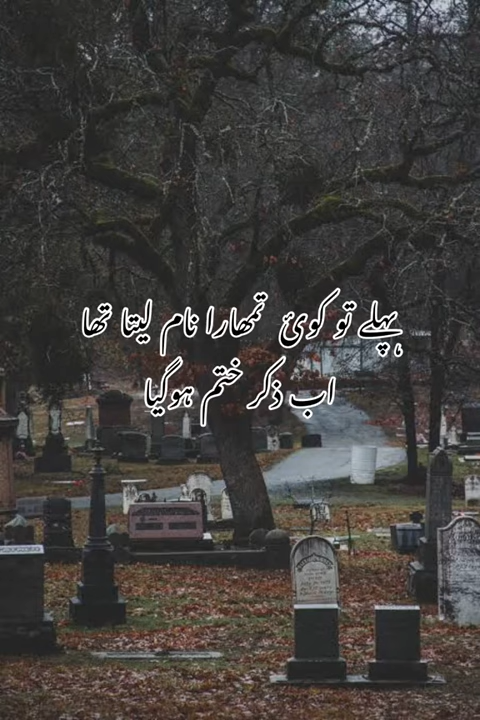 پہلے تو کوئ تمھارا نام لیتا تھا
اب ذکر ختم ہوگیا